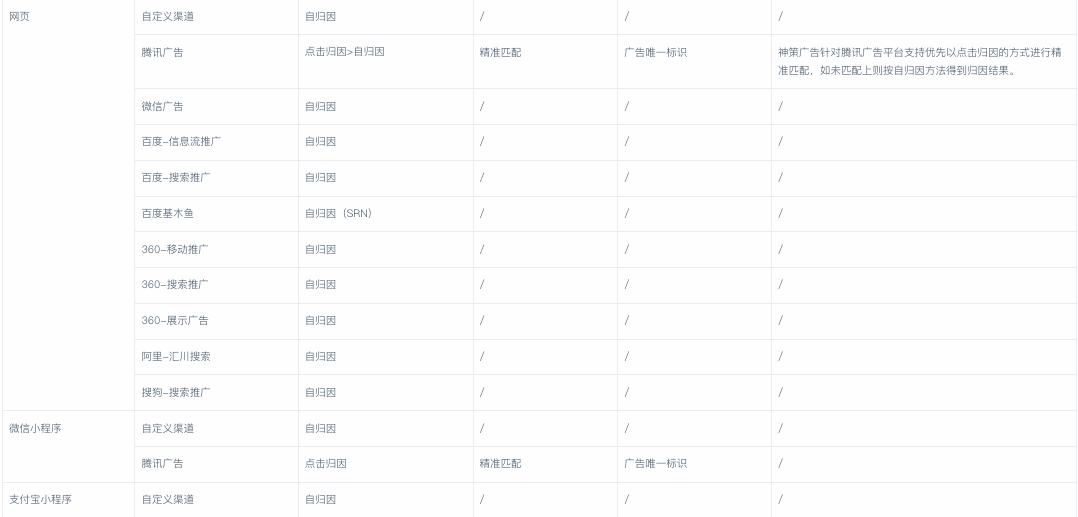 网页 自定义渠道 自归因 / / /
腾讯广告 点击归因>自归因 精准匹配 广告唯一标识 神策广告针对腾讯广告平台支持优先以点击归因的方式进行精
准匹配，如未匹配上则按自归因方法得到归因结果。
微信广告 自归因 / / /
百度-信息流推广 自归因 / / /
百度-搜索推广 自归因 / / /
百度基木鱼 自归因（SRN） / / /
360-移动推广 自归因 / / /
360-搜索推广 自归因 / / /
360-展示广告 自归因 / / /
阿里-汇川搜索 自归因 / / /
搜狗-搜索推广 自归因 / / /
微信小程序 自定义渠道 自归因 / / /
腾讯广告 点击归因 精准匹配 广告唯一标识 /
支付宝小程序 自定义渠道 自归因 / / /